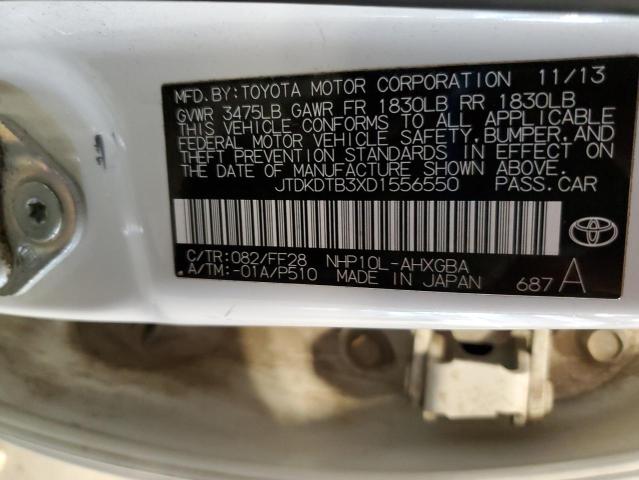 MFD.BY:TOYOTA MOTOR CORPORATION 11/13
GVWR 3475LB GAWR FR 1830LB RR 1830LB
THIS VEHICLE CONFORMS TO ALL APPLICABLE
FEDERAL MOTOR VEHICLE SAFETY, BUMPER, AND
THEFT PREVENTION STANDARDS IN EFFECT ON
THE DATE OF MANUFACTURE SHOWN ABOVE.
JTDKDTB3XD1556550 PASS.CAR
C/TR:082/FF28 NHP10L-AHXGBA
A/TM:-01A/P510 MADE IN JAPAN 687 A